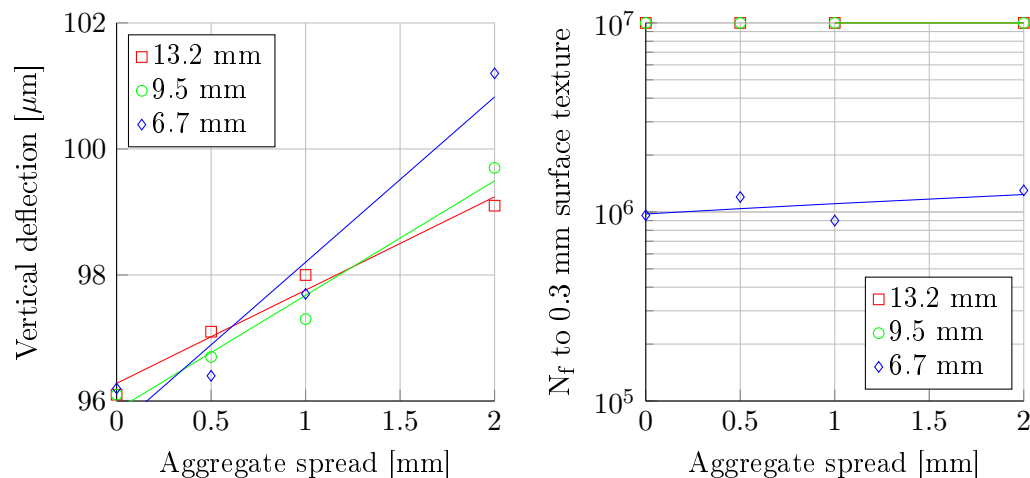 102
100
98
96
0
0.5
1
1.5
2
Vertical deflection [μm]
Aggregate spread [mm]
13.2 mm
9.5 mm
6.7 mm
10^7
10^6
10^5
0
0.5
1
1.5
2
N_f to 0.3 mm surface texture
Aggregate spread [mm]
13.2 mm
9.5 mm
6.7 mm